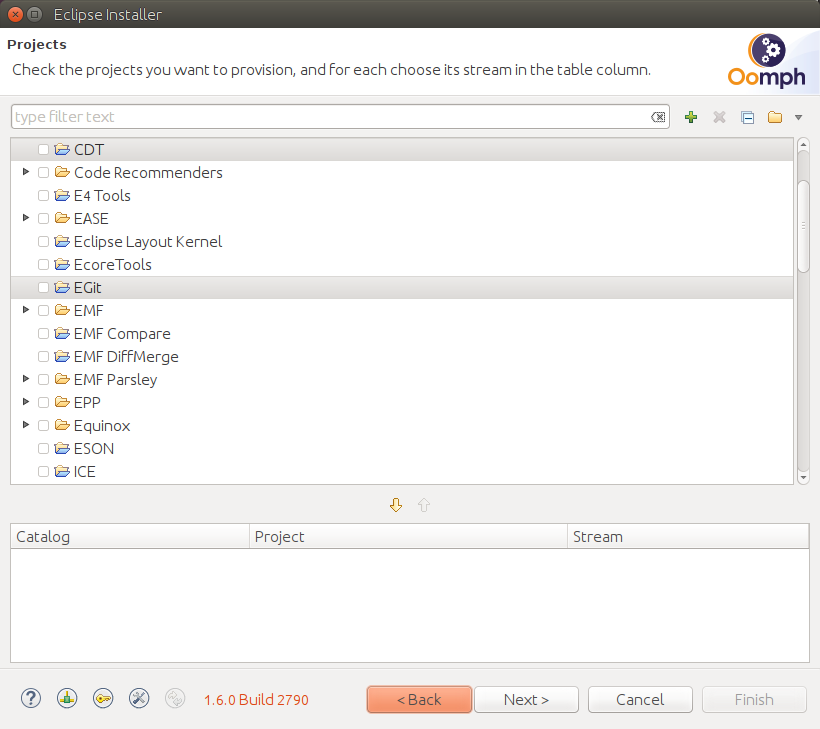 Eclipse Installer
Projects
Check the projects you want to provision, and for each choose its stream in the table column.
Oomph
type filter text
CDT
Code Recommenders
E4 Tools
EASE
Eclipse Layout Kernel
EcoreTools
EGit
EMF
EMF Compare
EMF DiffMerge
EMF Parsley
EPP
Equinox
ESON
ICE
Catalog Project Stream
1.6.0 Build 2790 < Back Next > Cancel Finish